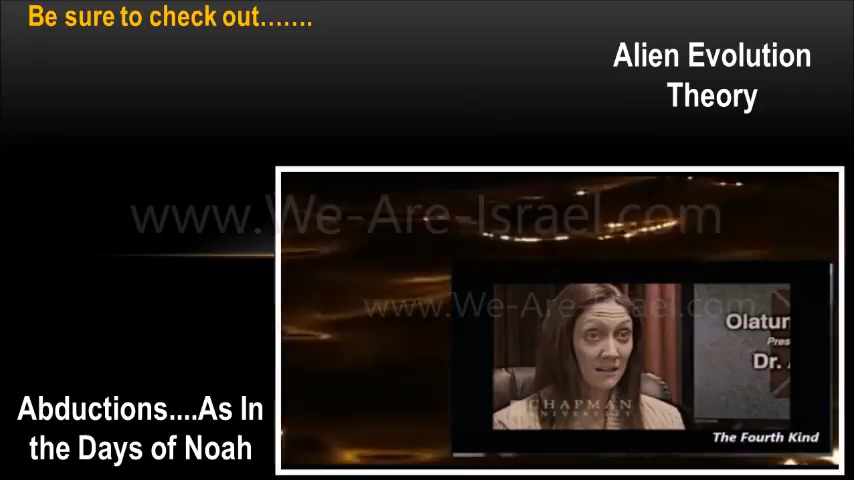 Be sure to check out.......
Alien Evolution
Theory
www.We-Are-Israel.com
www.We-Are-Israel.com
Olatun
Pres
Dr. A
CHAPMAN
UNIVERSITY
The Fourth Kind
Abductions....As In
the Days of Noah